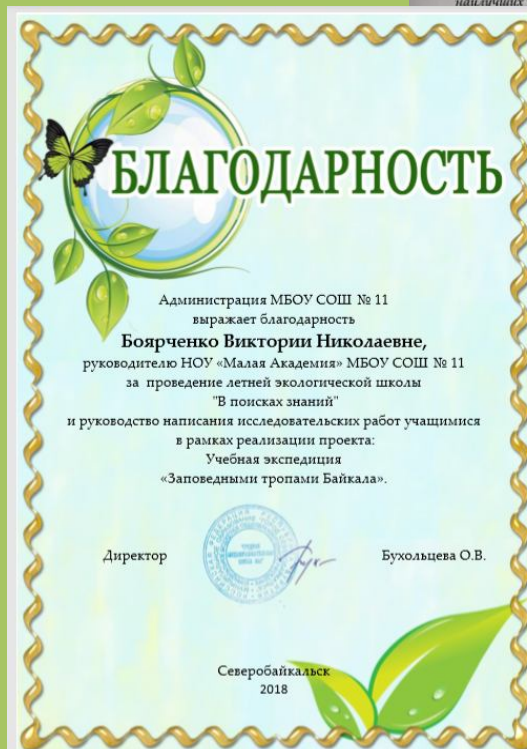 наилучших
БЛАГОДАРНОСТЬ
Администрация МБОУ СОШ № 11
выражает благодарность
Боярченко Виктории Николаевне,
руководителю НОУ «Малая Академия» МБОУ СОШ № 11
за проведение летней экологической школы
"В поисках знаний"
и руководство написания исследовательских работ учащимися
в рамках реализации проекта:
Учебная экспедиция
«Заповедными тропами Байкала».
Директор Бухольцева О.В.
Северобайкальск
2018